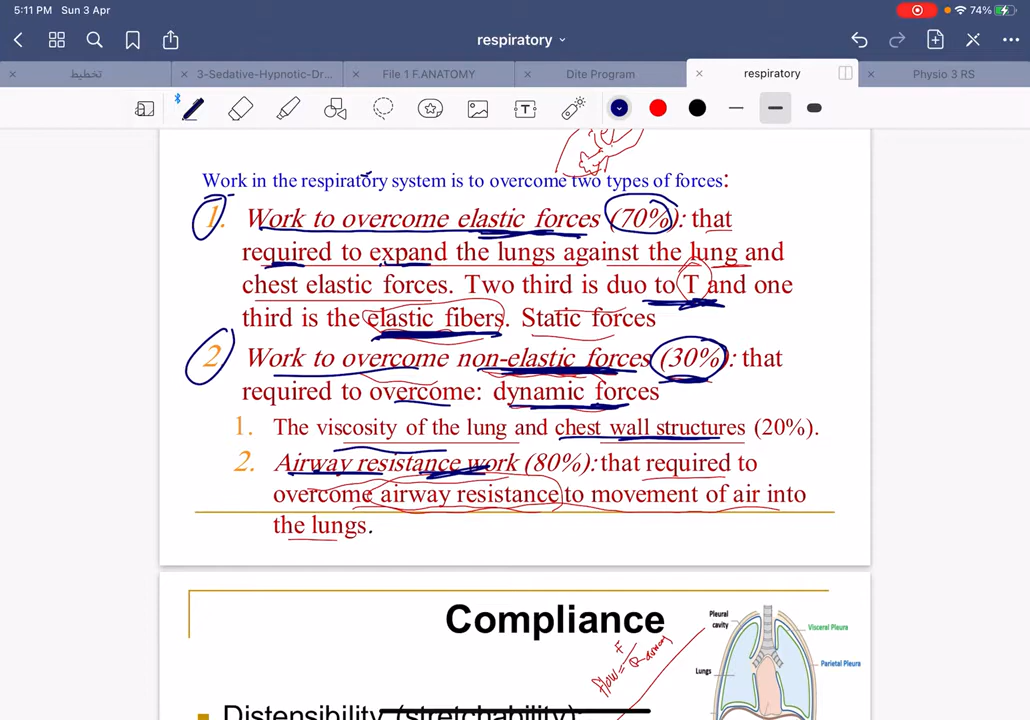 5:11 PM Sun 3 Apr
74%
respiratory
تخطيط
3-Sedative-Hypnotic-Dr...
File 1 F.ANATOMY
Dite Program
respiratory
Physio 3 RS
Work in the respiratory system is to overcome two types of forces:
1. Work to overcome elastic forces (70%): that
required to expand the lungs against the lung and
chest elastic forces. Two third is duo to T and one
third is the elastic fibers. Static forces
2 Work to overcome non-elastic forces (30%): that
required to overcome: dynamic forces
1. The viscosity of the lung and chest wall structures (20%).
2. Airway resistance work (80%): that required to
overcome airway resistance to movement of air into
the lungs.
Compliance
flow = F
R airway
Pleural
cavity
Visceral Pleura
Lungs
Parietal Pleura
Distensibility (stretchability):